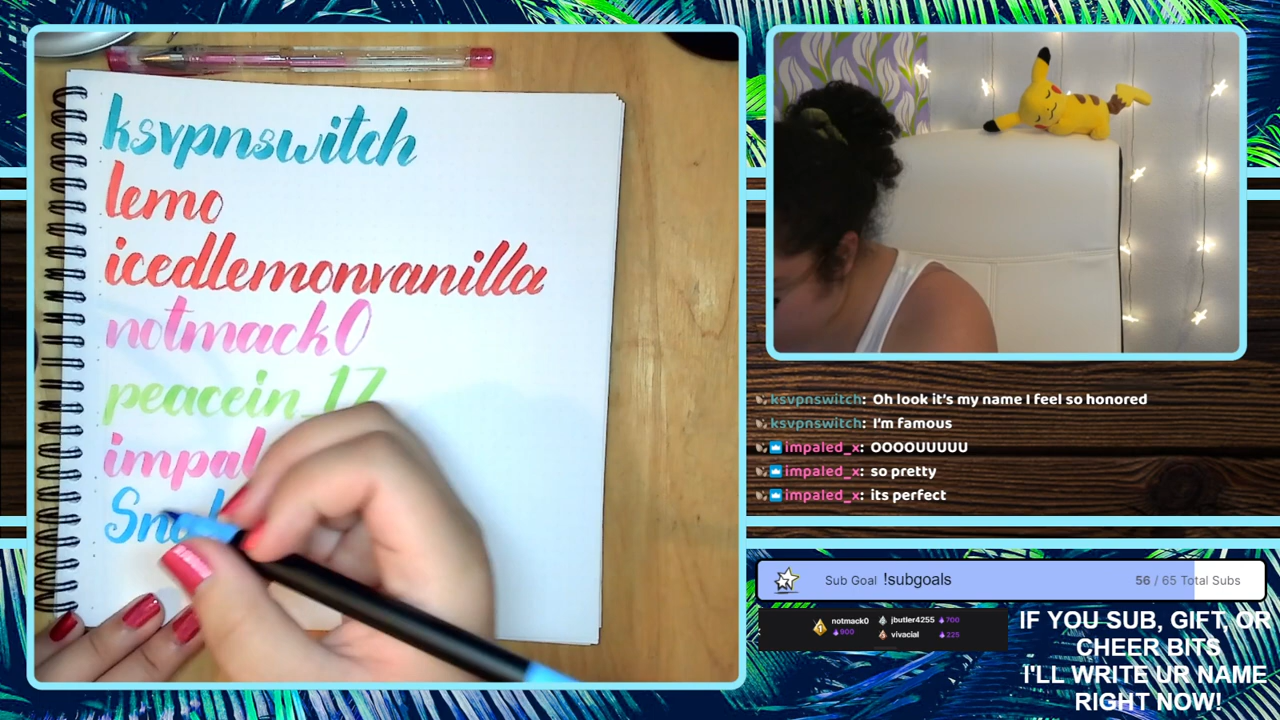 ksvpnswitch
lemo
icedlemonvanilla
notmack0
peacein_17
ksvpnswitch: Oh look it's my name I feel so honored
ksvpnswitch: I'm famous
impaled_x: OOOOUUUUU
impaled_x: so pretty
impaled_x: its perfect
Sub Goal !subgoals 56 / 65 Total Subs
1 notmack0 900
jbutler4255 700
vivacial 225
IF YOU SUB, GIFT, OR
CHEER BITS
I'LL WRITE UR NAME
RIGHT NOW!